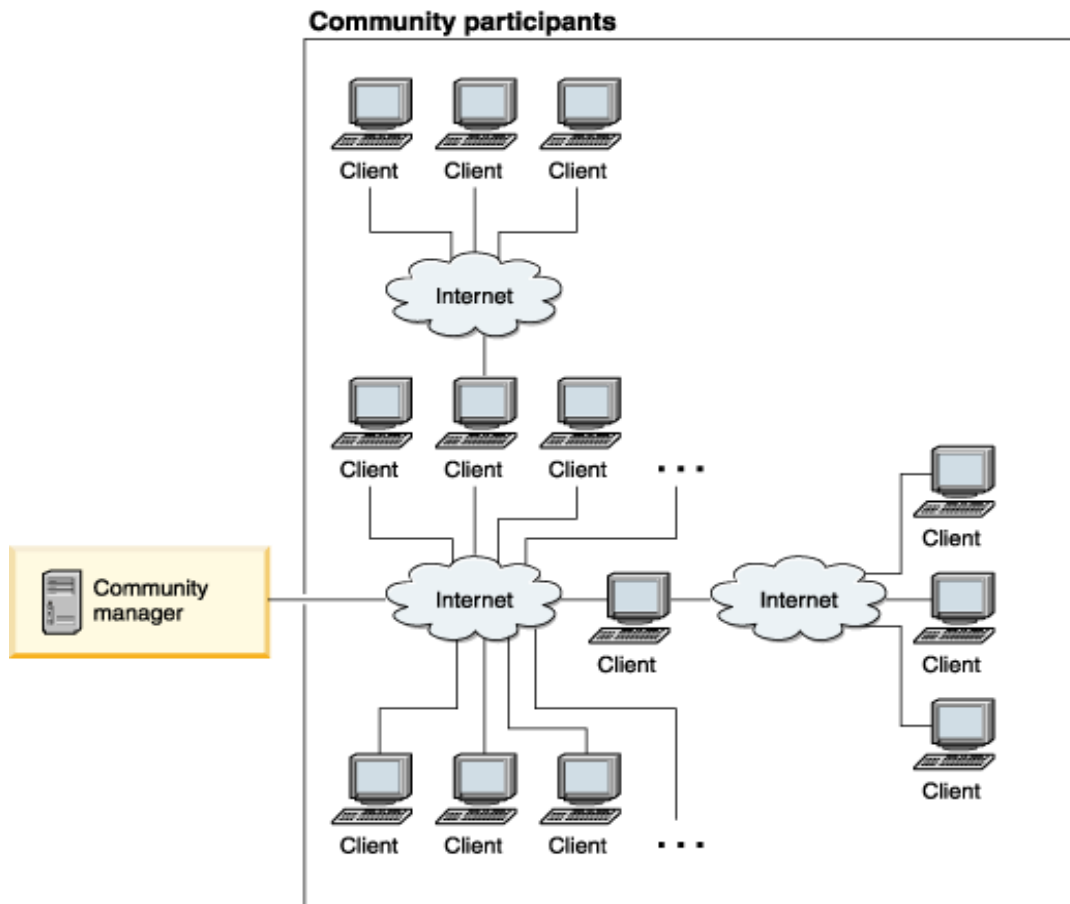 Community participants
Client Client Client
Internet
Client Client Client ...
Client
Community
manager
Internet
Client
Internet
Client
Client
Client Client Client ...